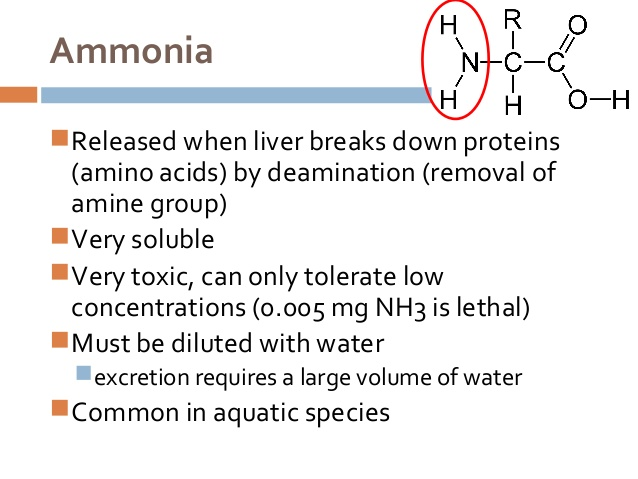 Ammonia
H R O
N C C
H H O H
Released when liver breaks down proteins
(amino acids) by deamination (removal of
amine group)
Very soluble
Very toxic, can only tolerate low
concentrations (0.005 mg NH3 is lethal)
Must be diluted with water
excretion requires a large volume of water
Common in aquatic species